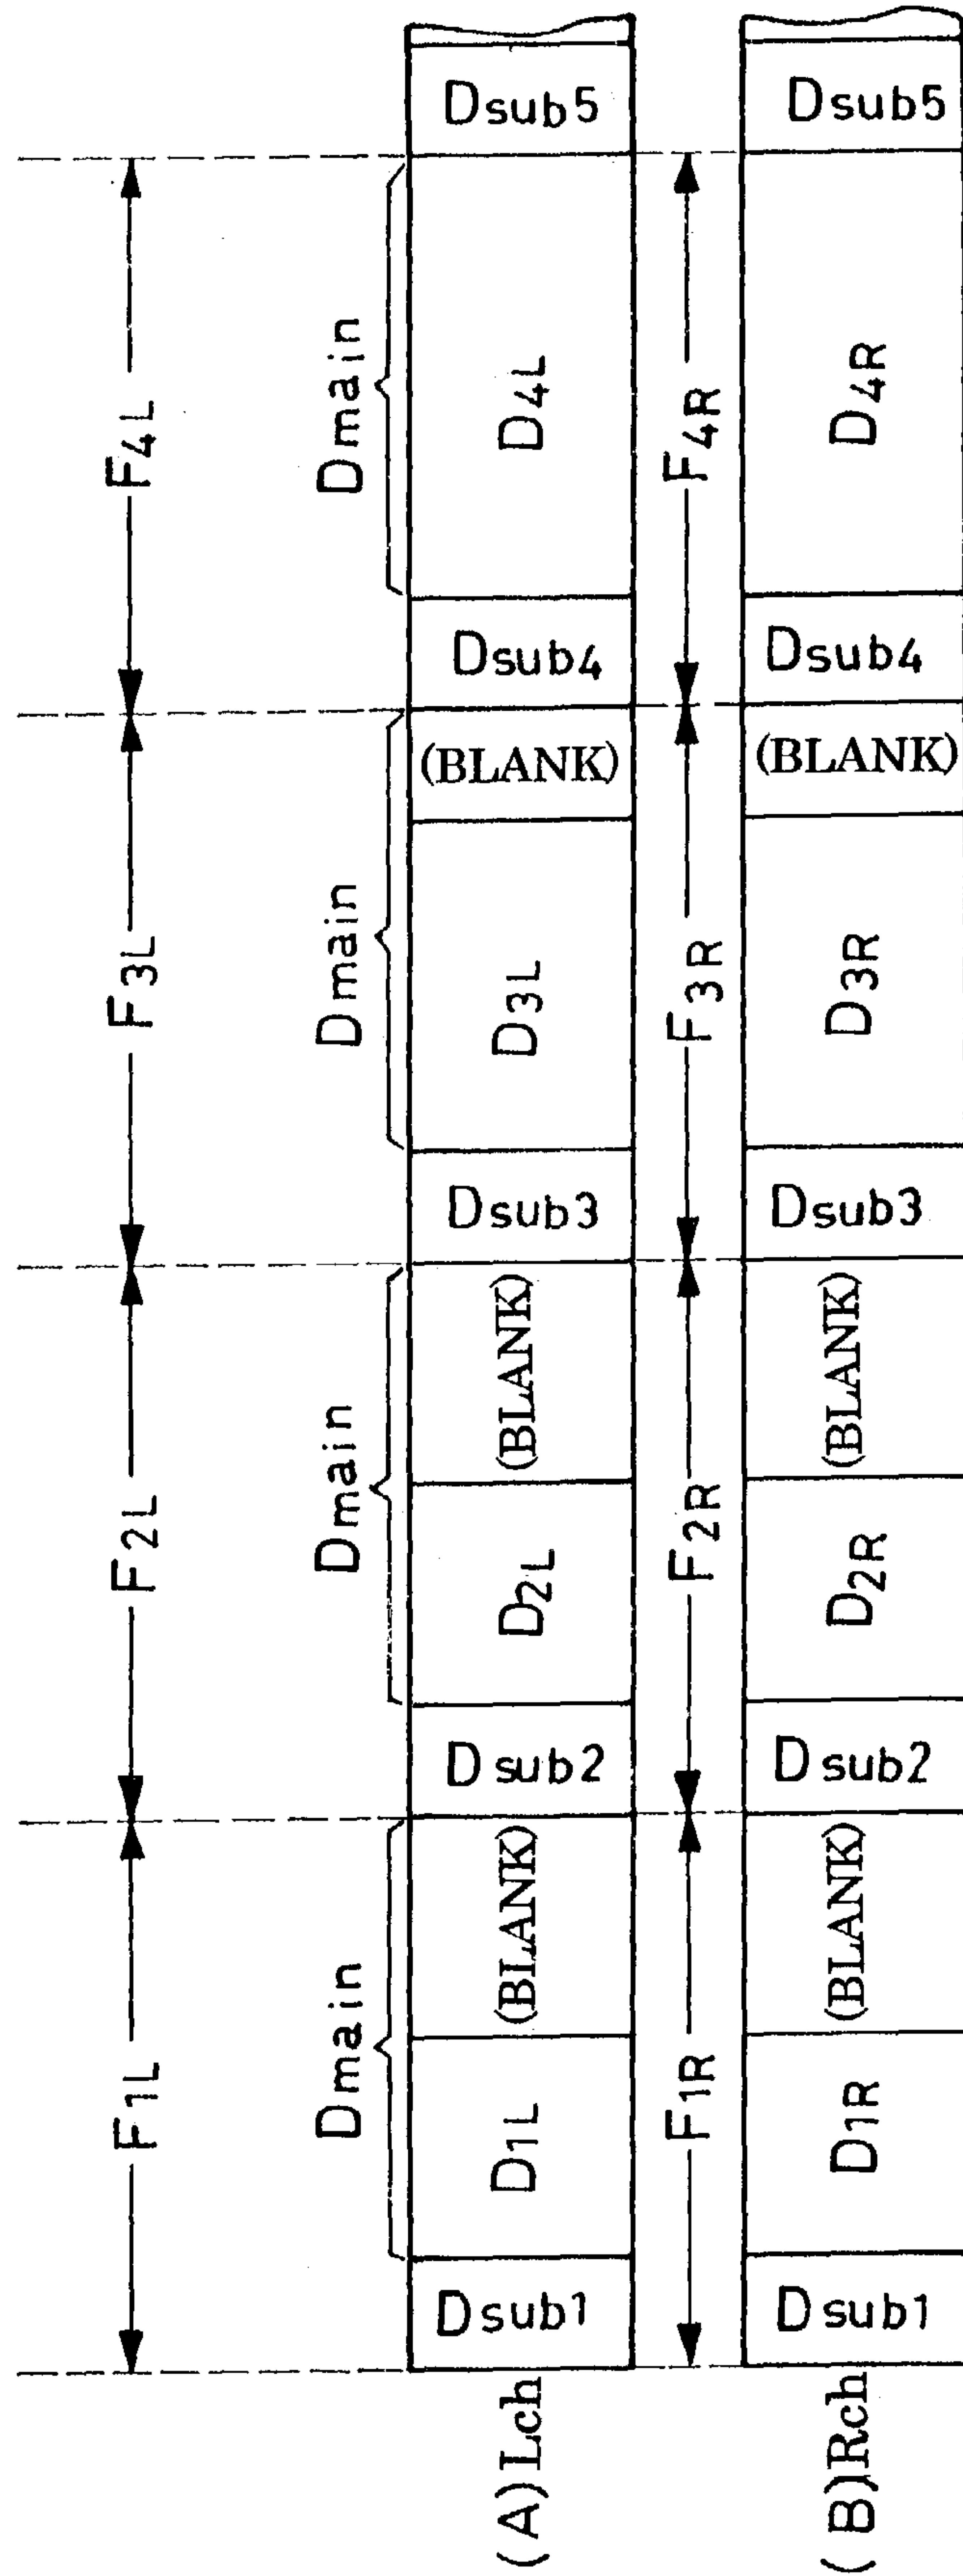 F1L F2L F3L F4L
Dmain Dmain Dmain Dmain
(A) Lch Dsub1 D1L (BLANK) Dsub2 D2L (BLANK) Dsub3 D3L (BLANK) Dsub4 D4L Dsub5
F1R F2R F3R F4R
(B) Rch Dsub1 D1R (BLANK) Dsub2 D2R (BLANK) Dsub3 D3R (BLANK) Dsub4 D4R Dsub5